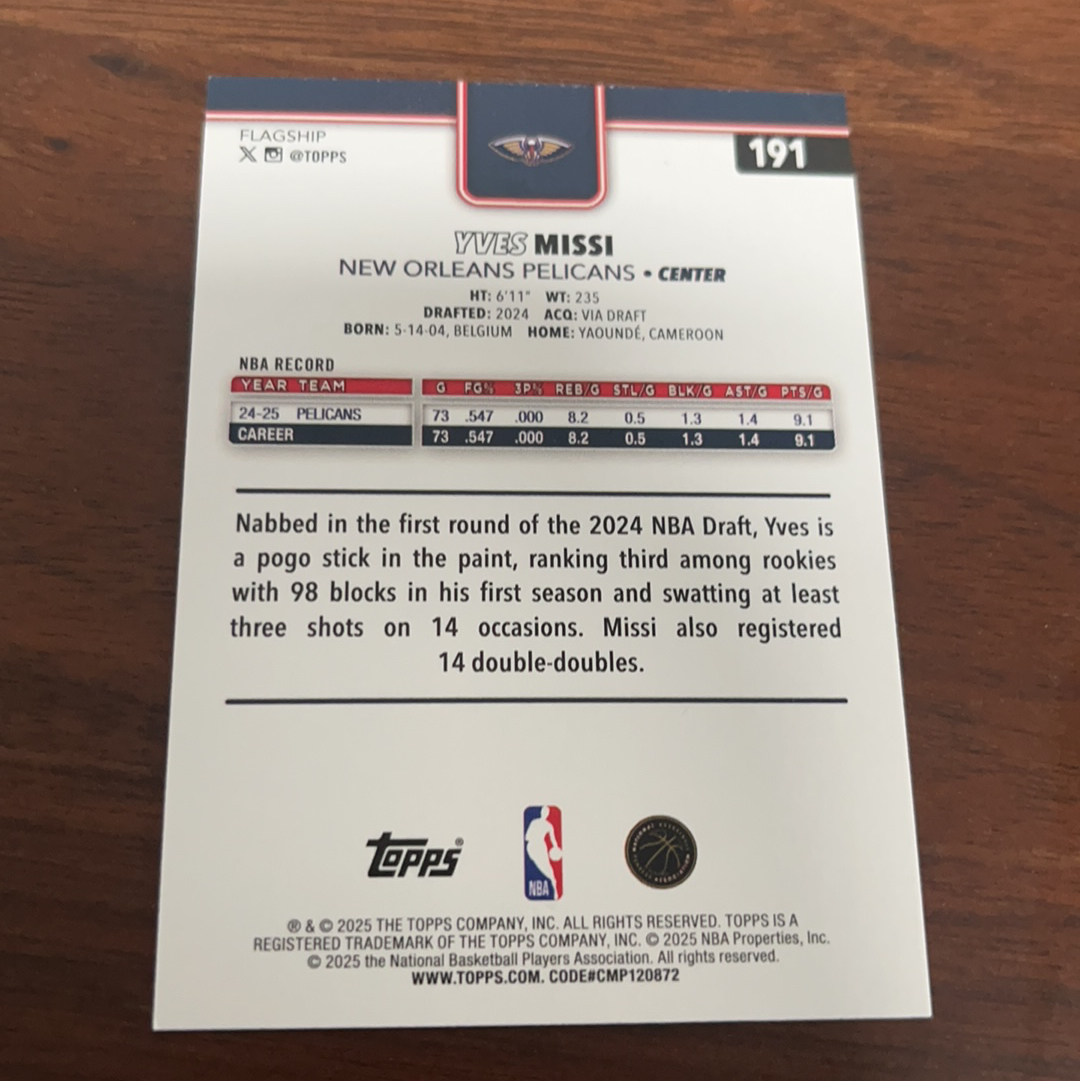 FLAGSHIP
191
X @TOPPS
YVES MISSI
NEW ORLEANS PELICANS • CENTER
HT: 6'11" WT: 235
DRAFTED: 2024 ACQ: VIA DRAFT
BORN: 5-14-04, BELGIUM HOME: YAOUNDÉ, CAMEROON
NBA RECORD
YEAR TEAM G FG% 3P% REB/G STL/G BLK/G AST/G PTS/G
24-25 PELICANS 73 .547 .000 8.2 0.5 1.3 1.4 9.1
CAREER 73 .547 .000 8.2 0.5 1.3 1.4 9.1
Nabbed in the first round of the 2024 NBA Draft, Yves is
a pogo stick in the paint, ranking third among rookies
with 98 blocks in his first season and swatting at least
three shots on 14 occasions. Missi also registered
14 double-doubles.
topps®
NBA
® & © 2025 THE TOPPS COMPANY, INC. ALL RIGHTS RESERVED. TOPPS IS A
REGISTERED TRADEMARK OF THE TOPPS COMPANY, INC. © 2025 NBA Properties, Inc.
© 2025 the National Basketball Players Association. All rights reserved.
WWW.TOPPS.COM. CODE#CMP120872